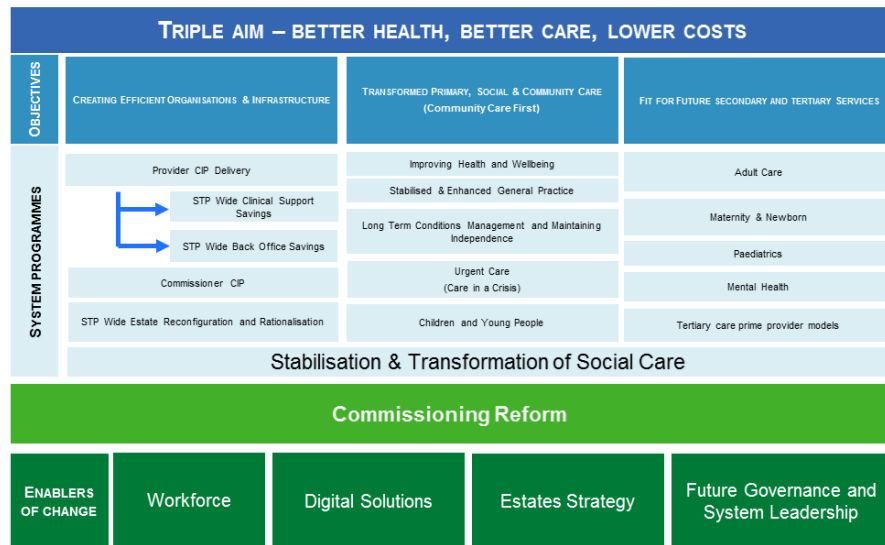 TRIPLE AIM – BETTER HEALTH, BETTER CARE, LOWER COSTS
OBJECTIVES
CREATING EFFICIENT ORGANISATIONS & INFRASTRUCTURE
TRANSFORMED PRIMARY, SOCIAL & COMMUNITY CARE
(Community Care First)
FIT FOR FUTURE SECONDARY AND TERTIARY SERVICES
SYSTEM PROGRAMMES
Provider CIP Delivery
STP Wide Clinical Support
Savings
STP Wide Back Office Savings
Commissioner CIP
STP Wide Estate Reconfiguration and Rationalisation
Improving Health and Wellbeing
Stabilised & Enhanced General Practice
Long Term Conditions Management and Maintaining
Independence
Urgent Care
(Care in a Crisis)
Children and Young People
Adult Care
Maternity & Newborn
Paediatrics
Mental Health
Tertiary care prime provider models
Stabilisation & Transformation of Social Care
Commissioning Reform
ENABLERS
OF CHANGE
Workforce
Digital Solutions
Estates Strategy
Future Governance and
System Leadership